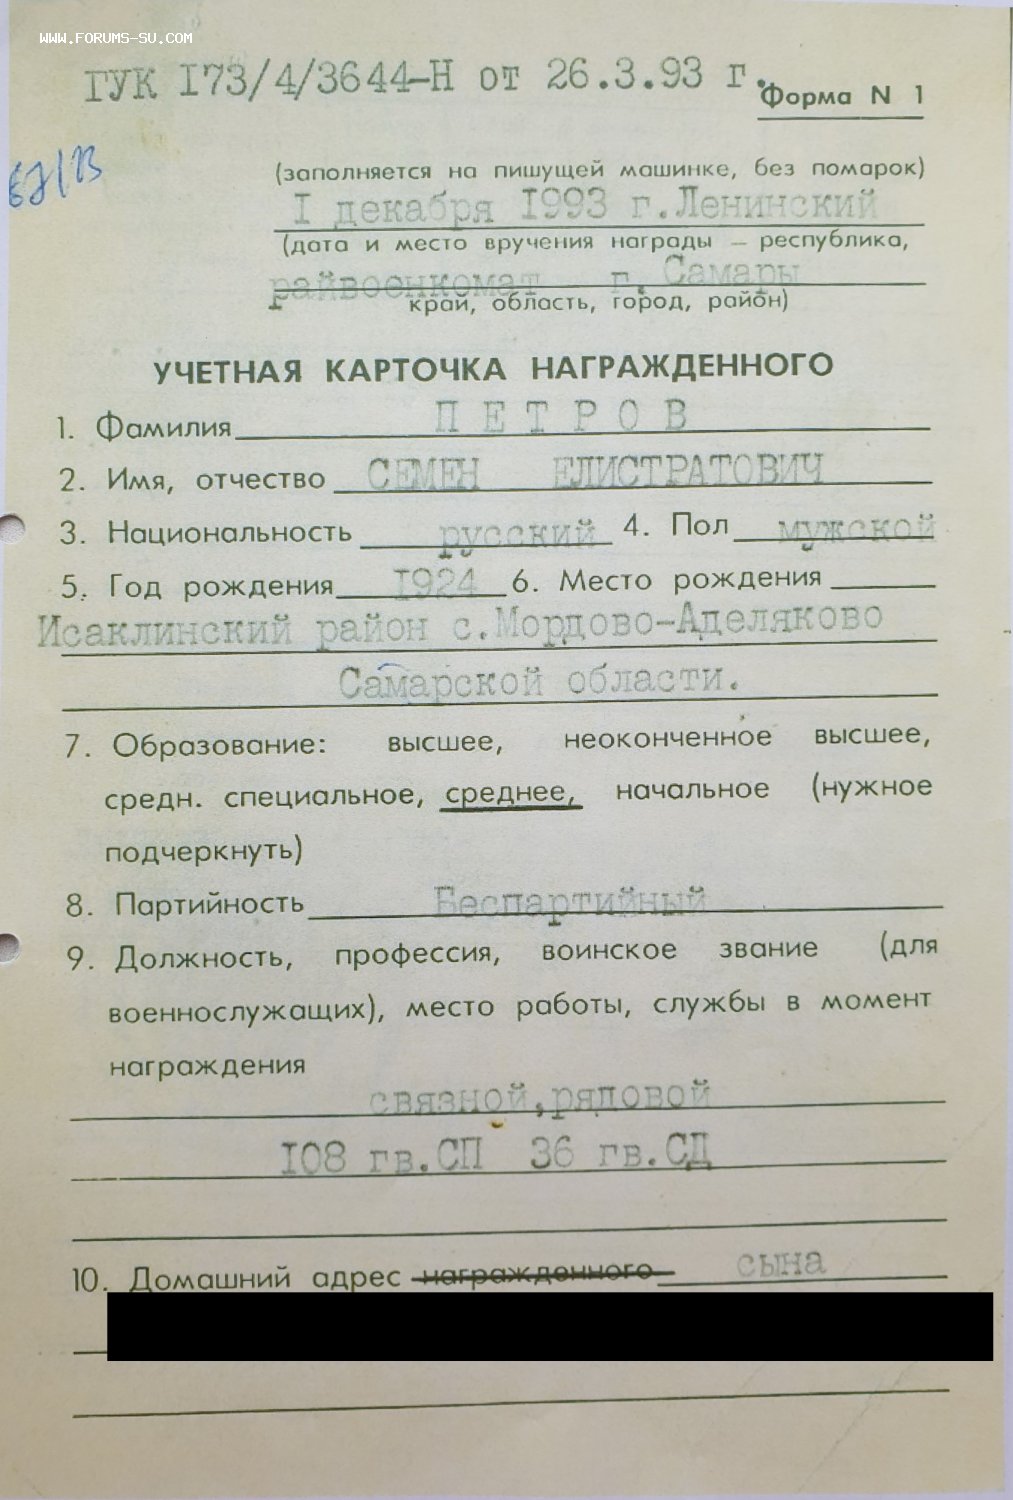 WWW.FORUMS-SU.COM
ГУК I73/4/3644-Н от 26.3.93 г.
Форма N 1
(заполняется на пишущей машинке, без помарок)
I декабря I993 г.Ленинский
(дата и место вручения награды — республика,
райвоенкомат г. Самары
край, область, город, район)
УЧЕТНАЯ КАРТОЧКА НАГРАЖДЕННОГО
1. Фамилия П Е Т Р О В
2. Имя, отчество СЕМЕН ЕЛИСТРАТОВИЧ
3. Национальность русский 4. Пол мужской
5. Год рождения I924 6. Место рождения
Исаклинский район с.Мордово-Аделяково
Самарской области.
7. Образование: высшее, неоконченное высшее,
средн. специальное, среднее, начальное (нужное
подчеркнуть)
8. Партийность Беспартийный
9. Должность, профессия, воинское звание (для
военнослужащих), место работы, службы в момент
награждения
связной,рядовой
I08 гв.СП 36 гв.СД
10. Домашний адрес награжденного сына